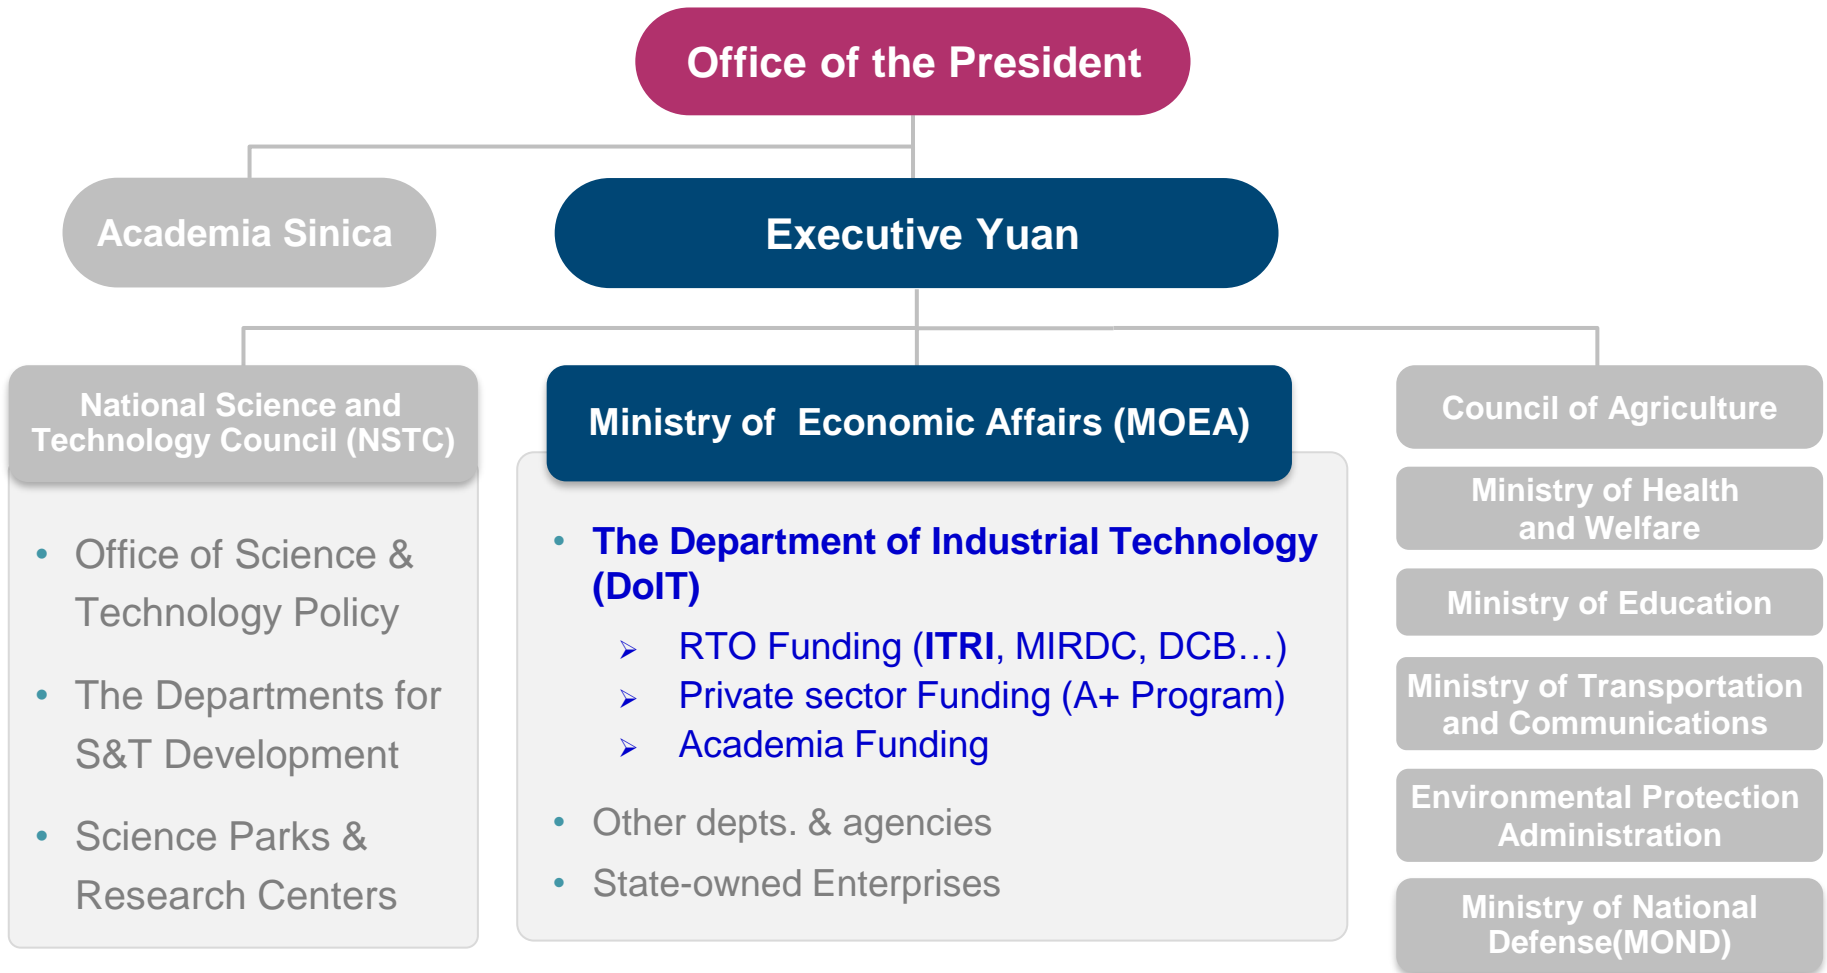 Office of the President
Academia Sinica
Executive Yuan
National Science and
Technology Council (NSTC)
• Office of Science &
Technology Policy
• The Departments for
S&T Development
• Science Parks &
Research Centers
Ministry of Economic Affairs (MOEA)
• The Department of Industrial Technology
(DoIT)
➢ RTO Funding (ITRI, MIRDC, DCB…)
➢ Private sector Funding (A+ Program)
➢ Academia Funding
• Other depts. & agencies
• State-owned Enterprises
Council of Agriculture
Ministry of Health
and Welfare
Ministry of Education
Ministry of Transportation
and Communications
Environmental Protection
Administration
Ministry of National
Defense(MOND)